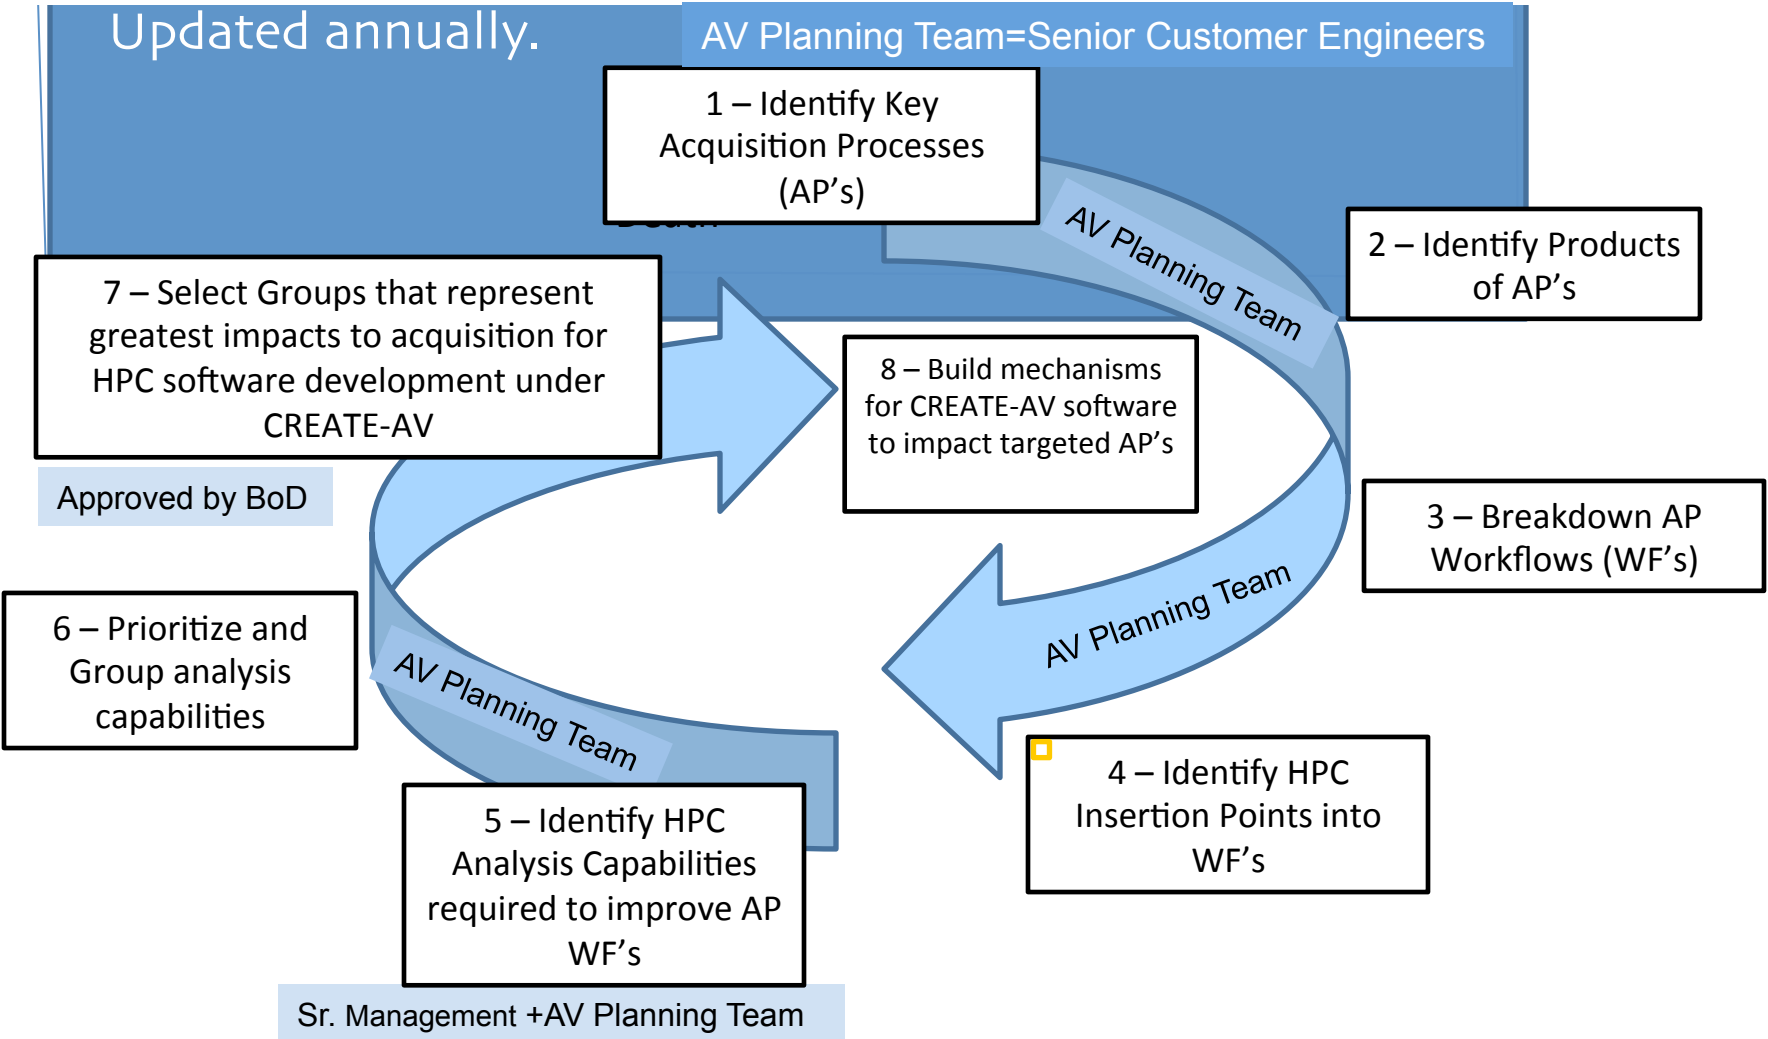 Updated annually.
AV Planning Team=Senior Customer Engineers
1 – Identify Key
Acquisition Processes
(AP’s)
AV Planning Team
2 – Identify Products
of AP’s
7 – Select Groups that represent
greatest impacts to acquisition for
HPC software development under
CREATE-AV
8 – Build mechanisms
for CREATE-AV software
to impact targeted AP’s
Approved by BoD
3 – Breakdown AP
Workflows (WF’s)
AV Planning Team
6 – Prioritize and
Group analysis
capabilities
AV Planning Team
4 – Identify HPC
Insertion Points into
WF’s
5 – Identify HPC
Analysis Capabilities
required to improve AP
WF’s
Sr. Management +AV Planning Team